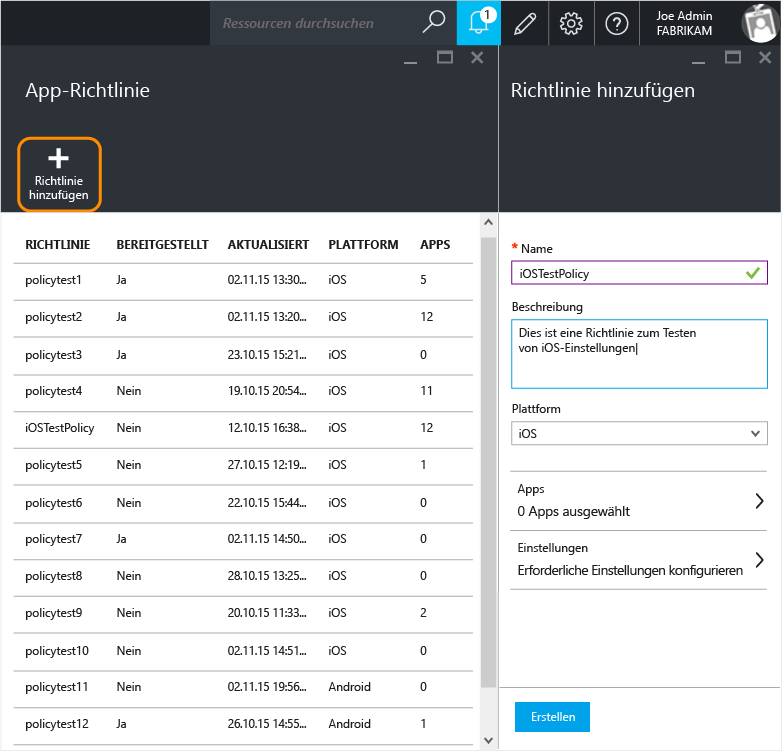 Ressourcen durchsuchen
1
Joe Admin
FABRIKAM
App-Richtlinie
Richtlinie
hinzufügen
RICHTLINIE BEREITGESTELLT AKTUALISIERT PLATTFORM APPS
policytest1 Ja 02.11.15 13:30... iOS 5
policytest2 Ja 02.11.15 13:20... iOS 12
policytest3 Ja 23.10.15 15:21... iOS 0
policytest4 Nein 19.10.15 20:54... iOS 11
iOSTestPolicy Nein 12.10.15 16:38... iOS 12
policytest5 Nein 27.10.15 12:19... iOS 1
policytest6 Nein 22.10.15 15:44... iOS 0
policytest7 Ja 02.11.15 14:50... iOS 0
policytest8 Nein 28.10.15 13:25... iOS 0
policytest9 Nein 20.10.15 11:33... iOS 2
policytest10 Nein 02.11.15 14:51... iOS 0
policytest11 Nein 02.11.15 19:56... Android 0
policytest12 Ja 26.10.15 14:55... Android 1
Richtlinie hinzufügen
* Name
iOSTestPolicy
Beschreibung
Dies ist eine Richtlinie zum Testen
von iOS-Einstellungen
Plattform
iOS
Apps
0 Apps ausgewählt
Einstellungen
Erforderliche Einstellungen konfigurieren
Erstellen